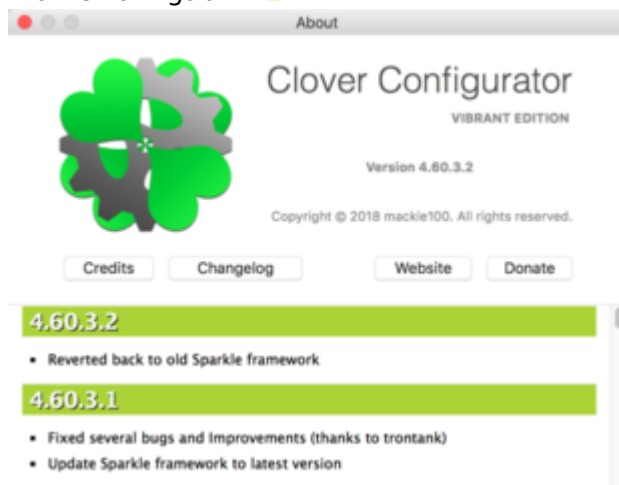 About
Clover Configurator
VIBRANT EDITION
Version 4.60.3.2
Copyright © 2018 mackie100. All rights reserved.
Credits Changelog Website Donate
4.60.3.2
▪ Reverted back to old Sparkle framework
4.60.3.1
▪ Fixed several bugs and Improvements (thanks to trontank)
▪ Update Sparkle framework to latest version